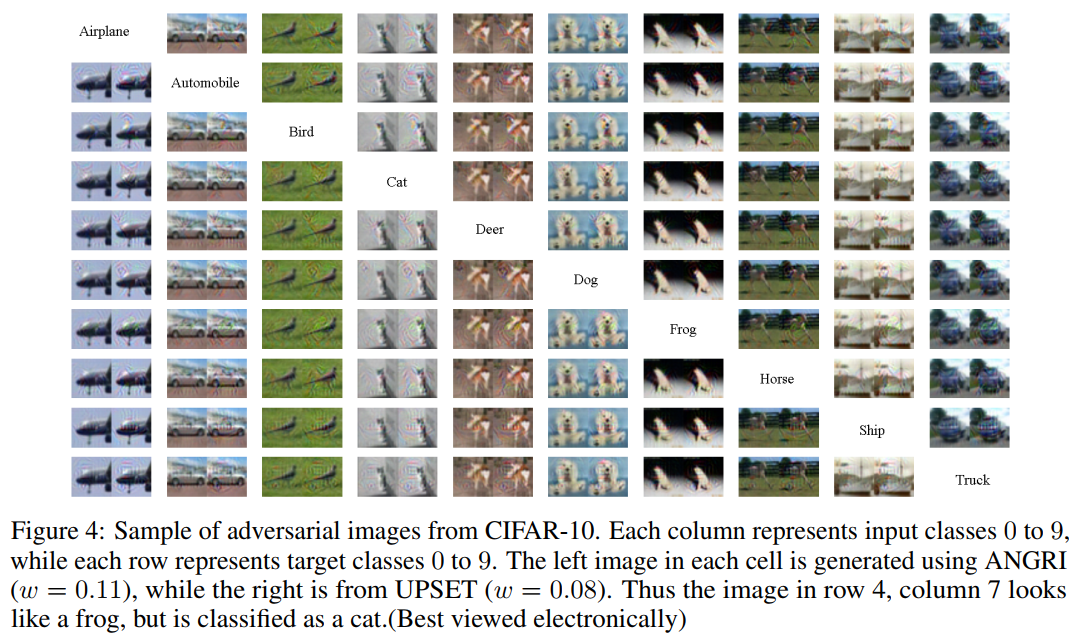 Airplane
Automobile
Bird
Cat
Deer
Dog
Frog
Horse
Ship
Truck
Figure 4: Sample of adversarial images from CIFAR-10. Each column represents input classes 0 to 9,
while each row represents target classes 0 to 9. The left image in each cell is generated using ANGRI
(w = 0.11), while the right is from UPSET (w = 0.08). Thus the image in row 4, column 7 looks
like a frog, but is classified as a cat.(Best viewed electronically)